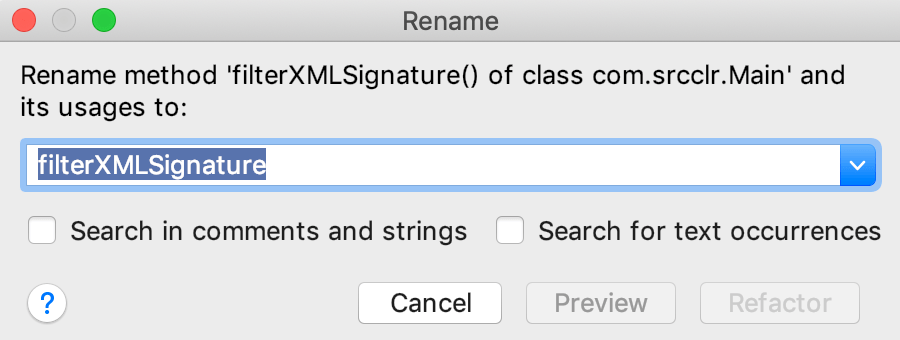 Rename
Rename method 'filterXMLSignature() of class com.srcclr.Main' and
its usages to:
filterXMLSignature
Search in comments and strings
Search for text occurrences
?
Cancel
Preview
Refactor